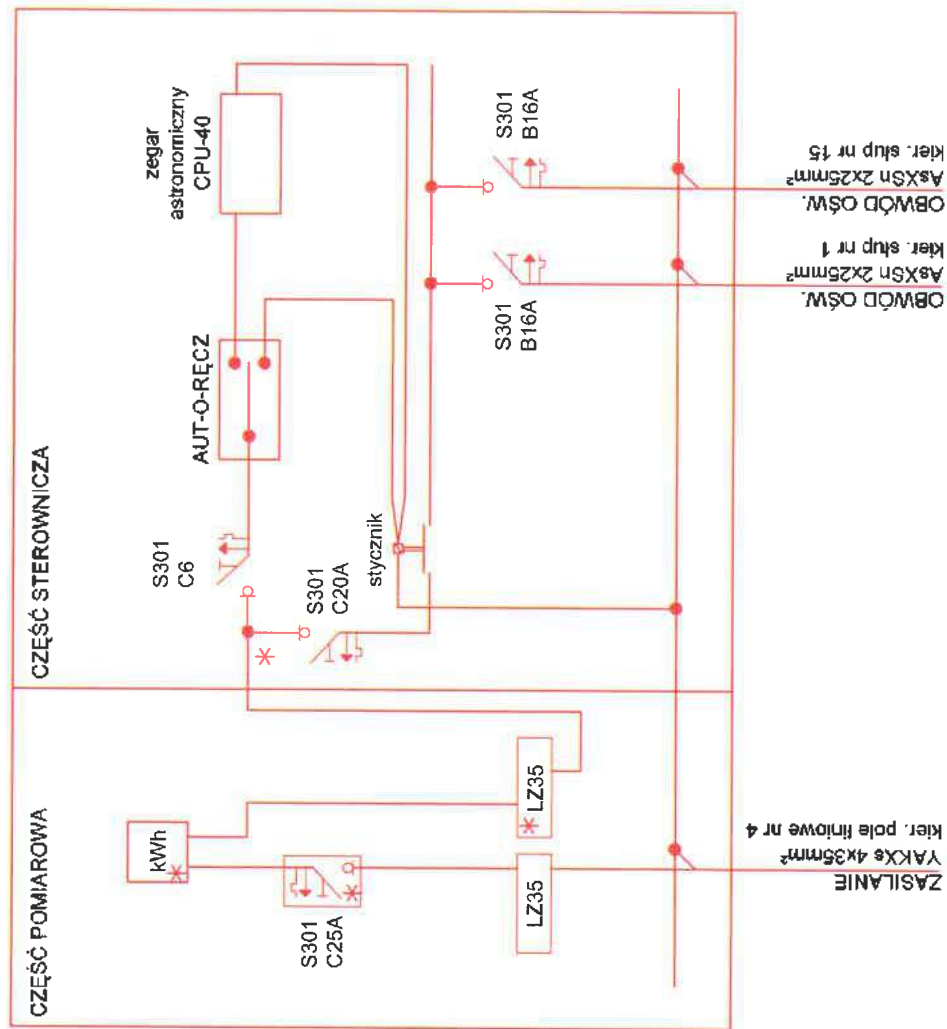 CZĘŚĆ POMIAROWA
kWh
S301
C25A
LZ35
LZ35
ZASILANIE
YAKXs 4x35mm²
kier. pole liniowe nr 4
CZĘŚĆ STEROWNICZA
S301
C6
AUT-O-RĘCZ
zegar
astronomiczny
CPU-40
S301
C20A
stycznik
S301
B16A
S301
B16A
OBWÓD OŚW.
AsXSn 2x25mm²
kier. słup nr 1
OBWÓD OŚW.
AsXSn 2x25mm²
kier. słup nr 15